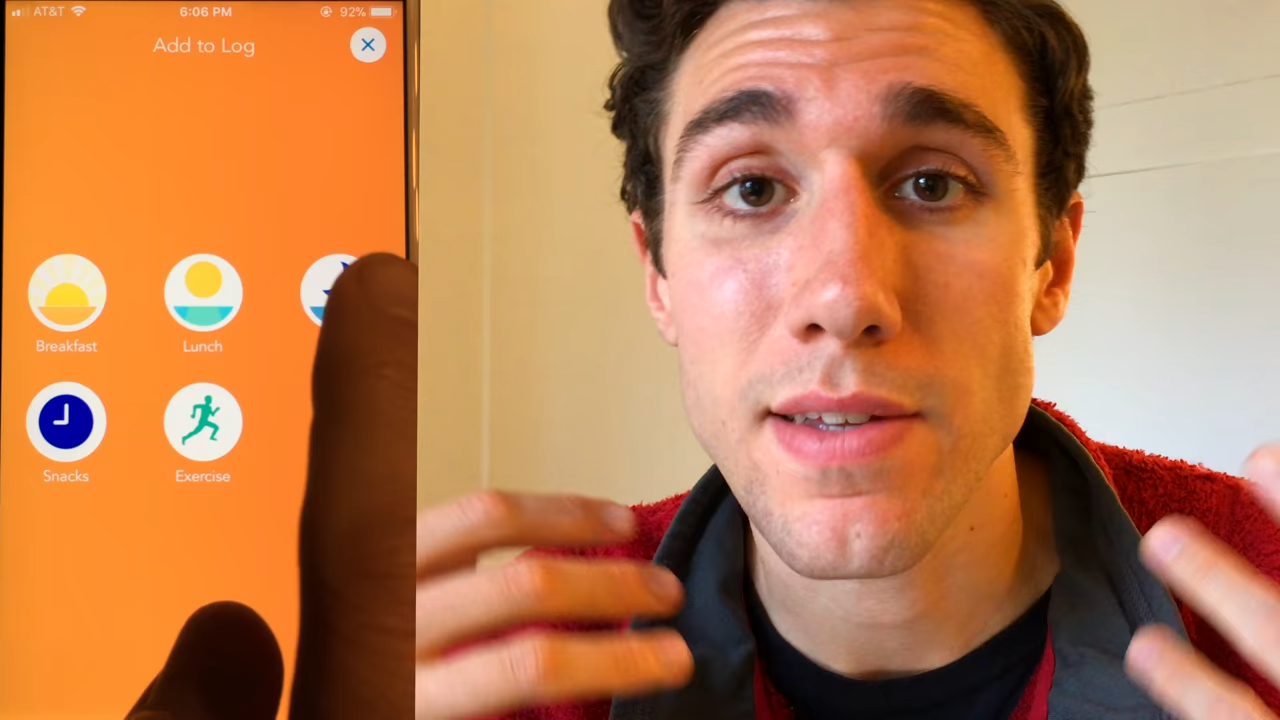 AT&T 6:06 PM 92%
Add to Log
Breakfast Lunch
Snacks Exercise